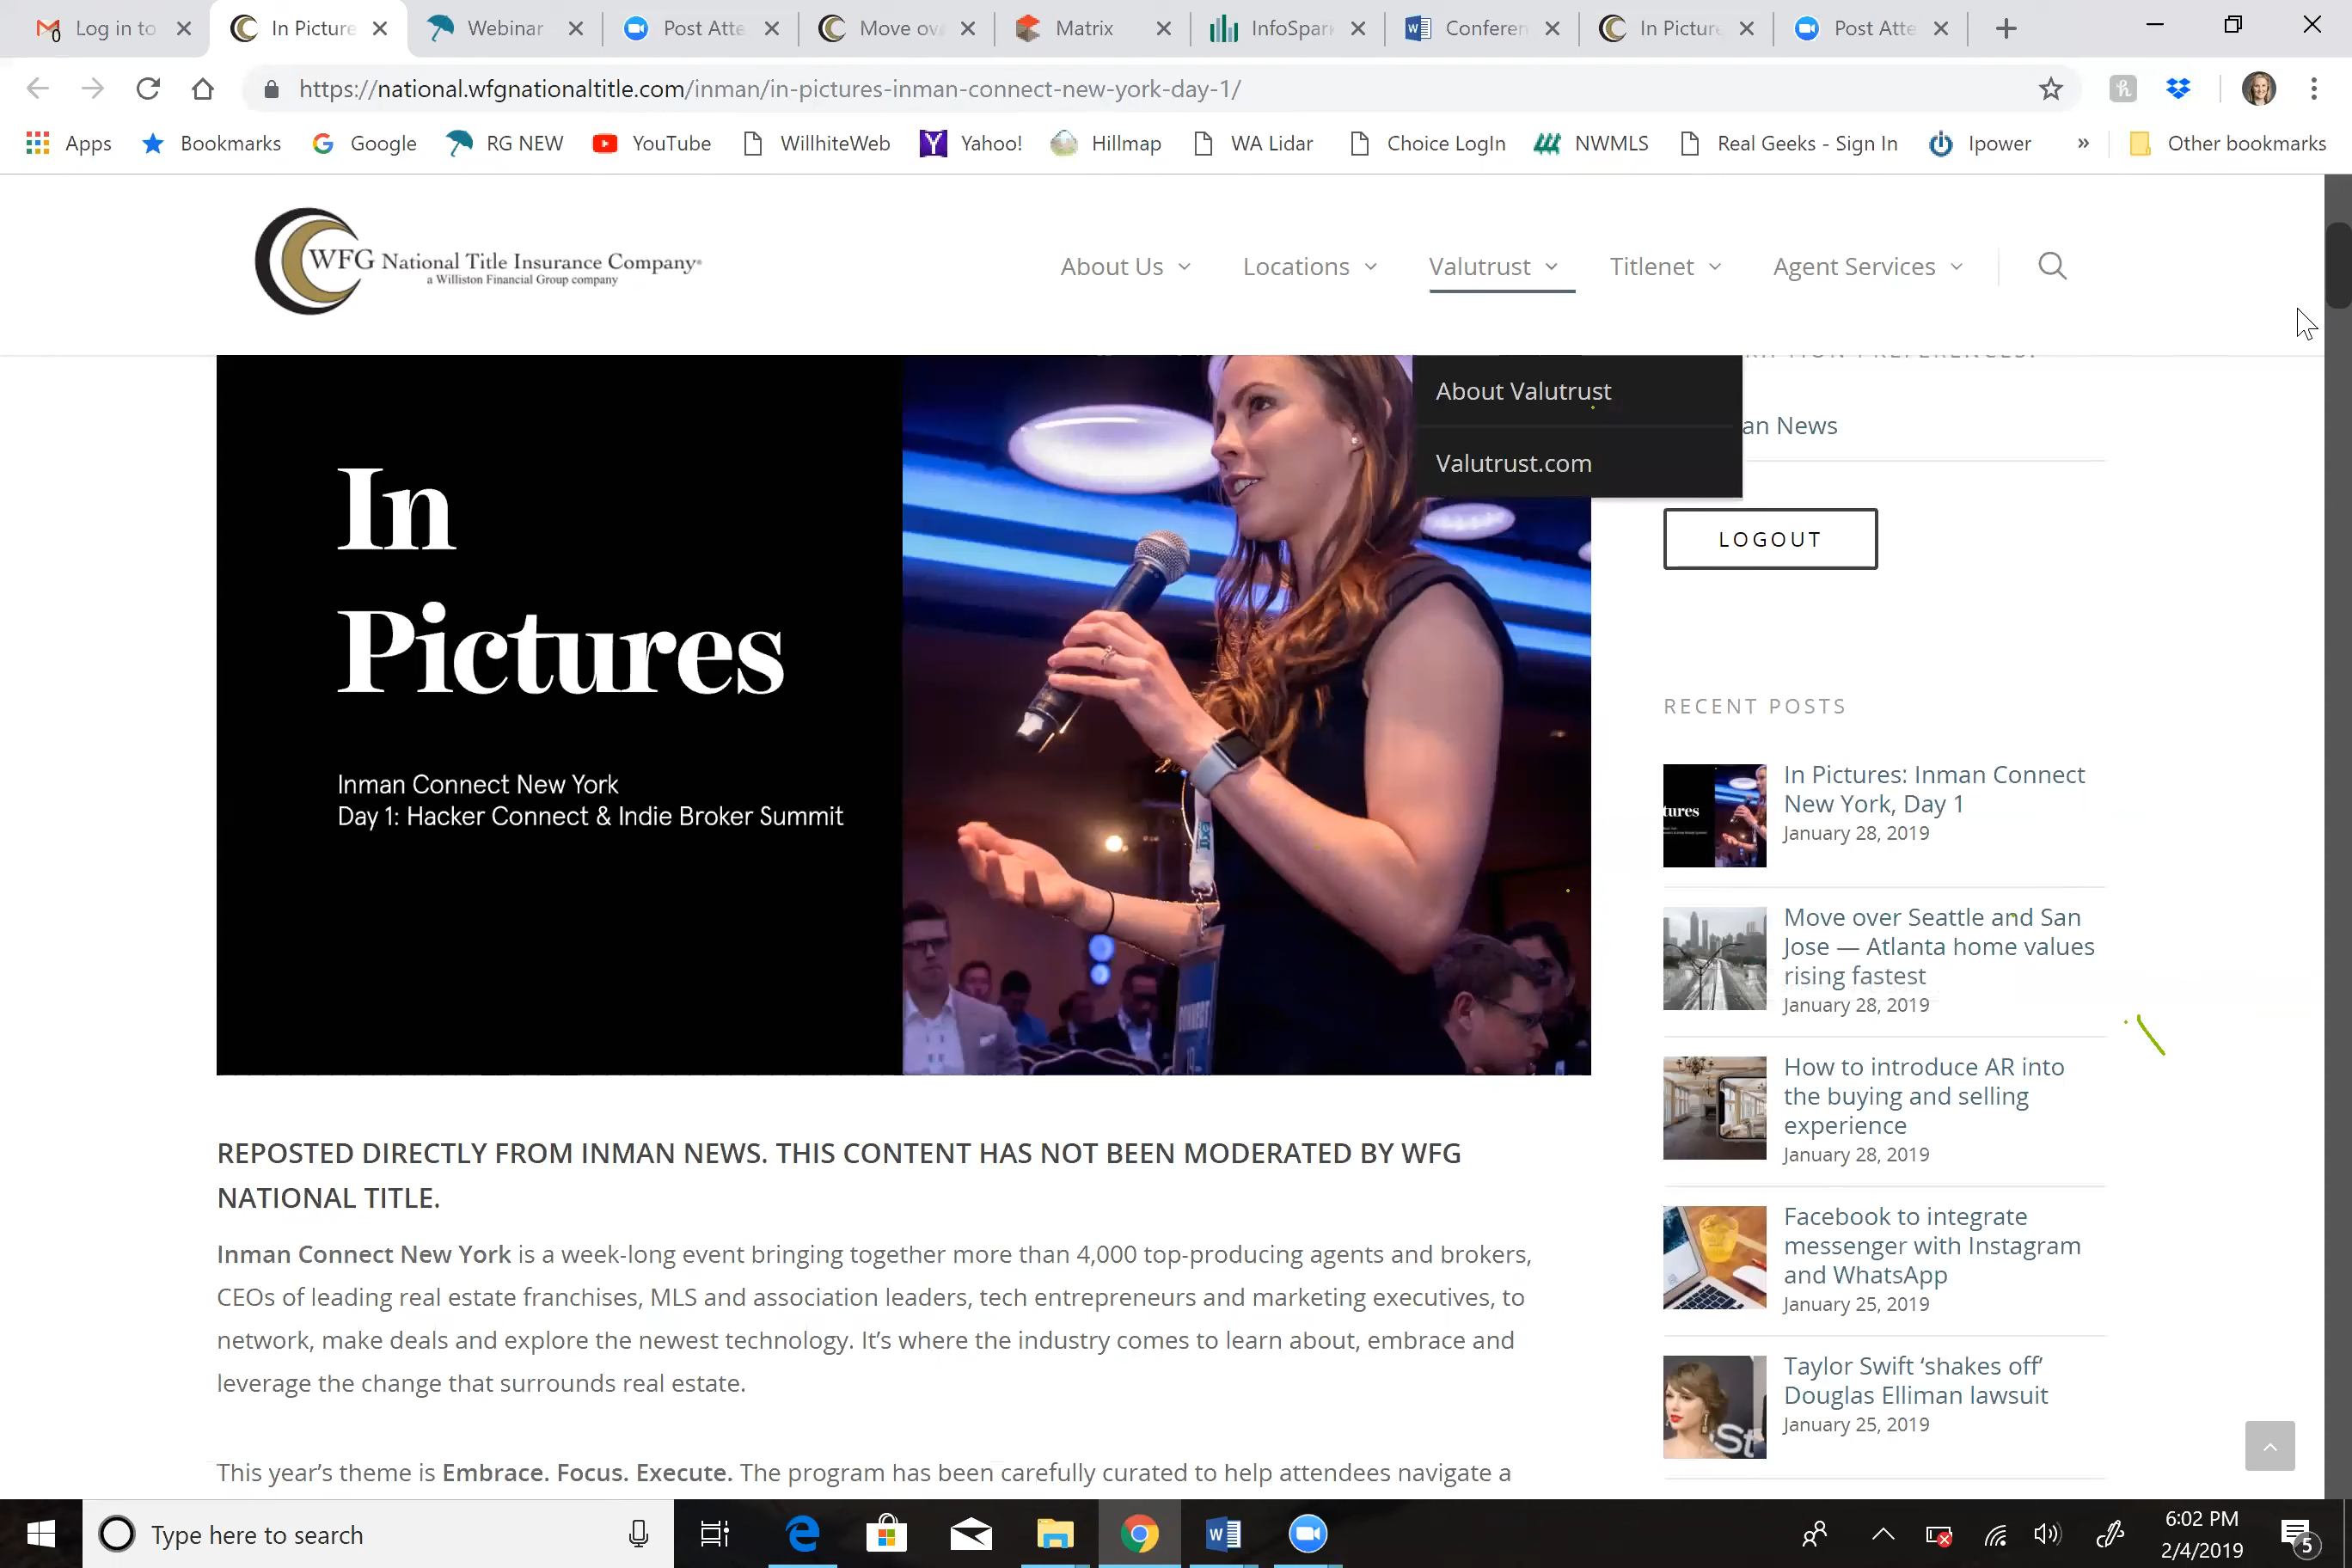 Log in to
In Picture
Webinar
Post Atte
Move ov
Matrix
InfoSpark
Conferen
In Picture
Post Atte
https://national.wfgnationaltitle.com/inman/in-pictures-inman-connect-new-york-day-1/
Apps
Bookmarks
Google
RG NEW
YouTube
WillhiteWeb
Yahoo!
Hillmap
WA Lidar
Choice LogIn
NWMLS
Real Geeks - Sign In
Ipower
»
Other bookmarks
WFG National Title Insurance Company®
a Williston Financial Group company
About Us
Locations
Valutrust
Titlenet
Agent Services
About Valutrust
Valutrust.com
an News
LOGOUT
In
Pictures
Inman Connect New York
Day 1: Hacker Connect & Indie Broker Summit
RECENT POSTS
In Pictures: Inman Connect
New York, Day 1
January 28, 2019
Move over Seattle and San
Jose — Atlanta home values
rising fastest
January 28, 2019
How to introduce AR into
the buying and selling
experience
January 28, 2019
Facebook to integrate
messenger with Instagram
and WhatsApp
January 25, 2019
Taylor Swift ‘shakes off’
Douglas Elliman lawsuit
January 25, 2019
REPOSTED DIRECTLY FROM INMAN NEWS. THIS CONTENT HAS NOT BEEN MODERATED BY WFG
NATIONAL TITLE.
Inman Connect New York is a week-long event bringing together more than 4,000 top-producing agents and brokers,
CEOs of leading real estate franchises, MLS and association leaders, tech entrepreneurs and marketing executives, to
network, make deals and explore the newest technology. It’s where the industry comes to learn about, embrace and
leverage the change that surrounds real estate.
This year’s theme is Embrace. Focus. Execute. The program has been carefully curated to help attendees navigate a
Type here to search
6:02 PM
2/4/2019
5